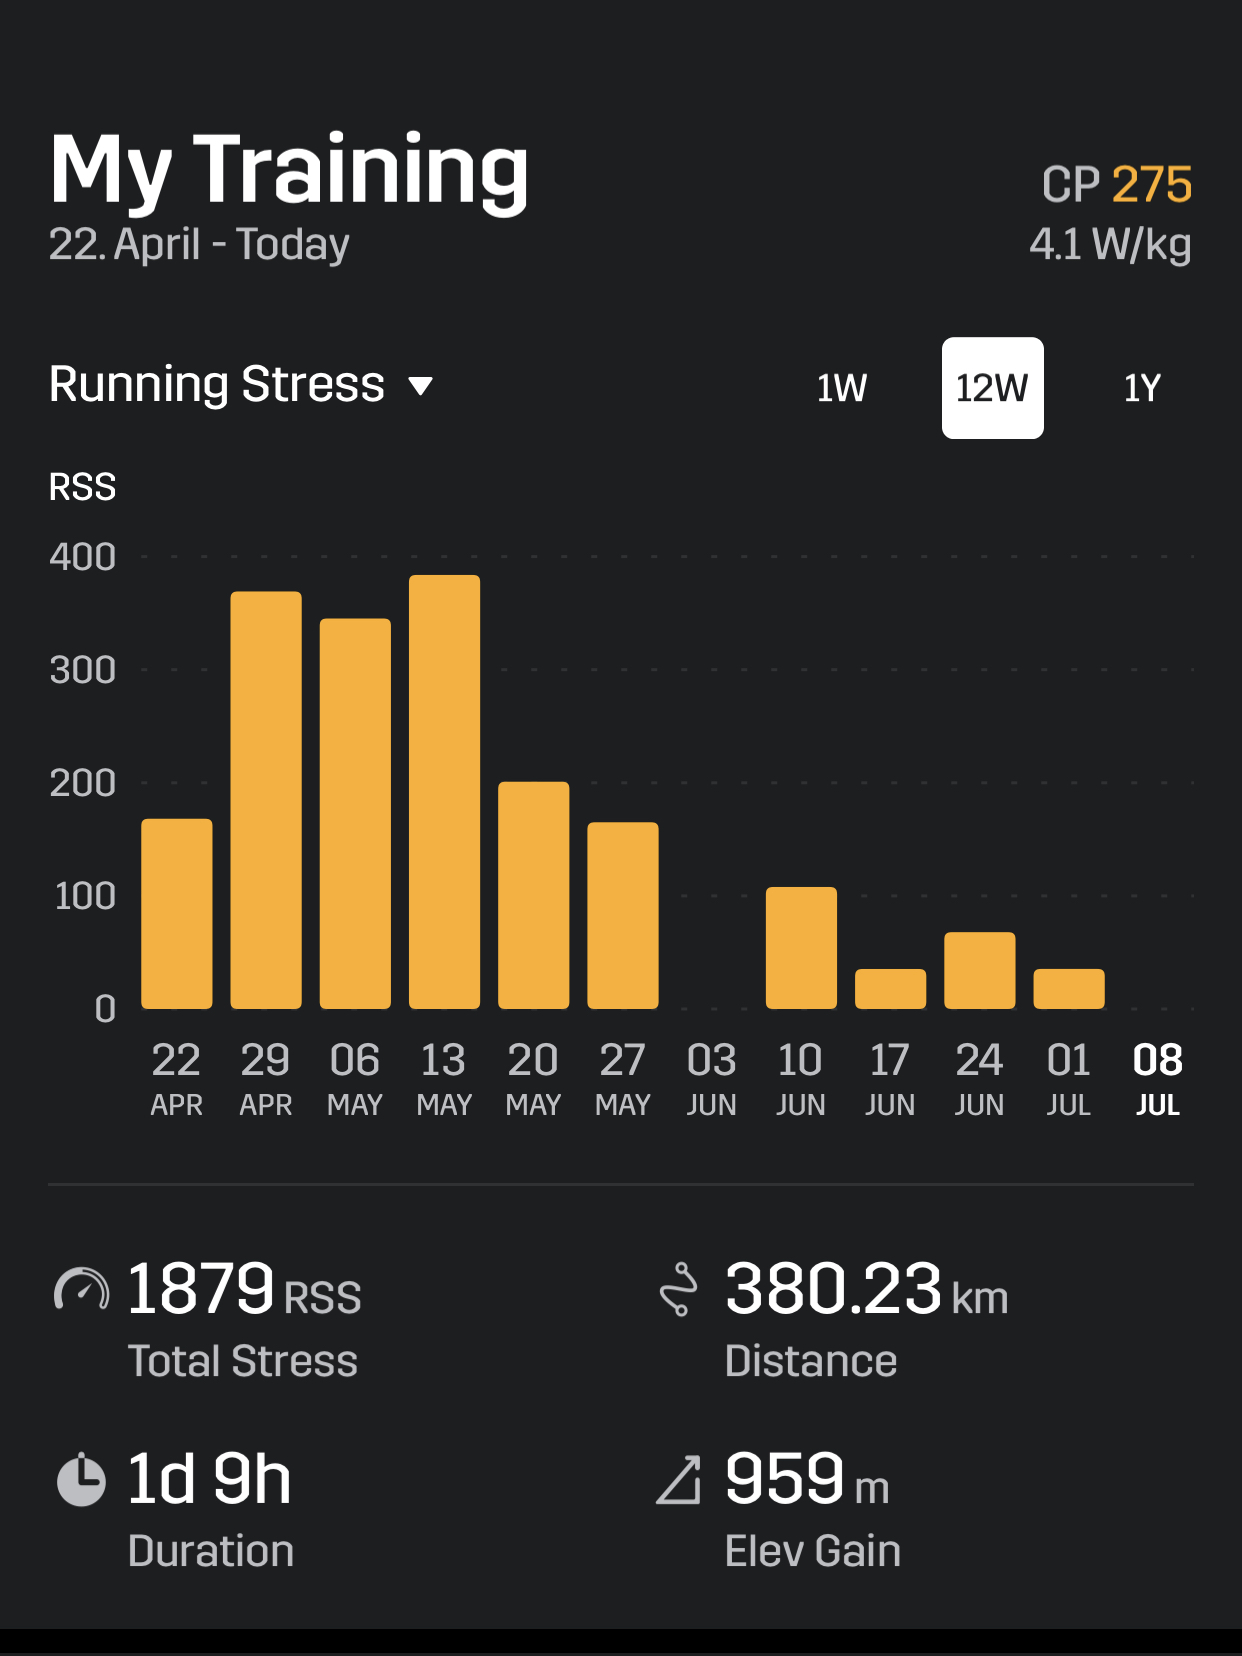 My Training
CP 275
22. April - Today
4.1 W/kg
Running Stress
1W
12W
1Y
RSS
400
300
200
100
0
22 29 06 13 20 27 03 10 17 24 01 08
APR APR MAY MAY MAY MAY JUN JUN JUN JUN JUL JUL
1879 RSS
Total Stress
380.23 km
Distance
1d 9h
Duration
959 m
Elev Gain